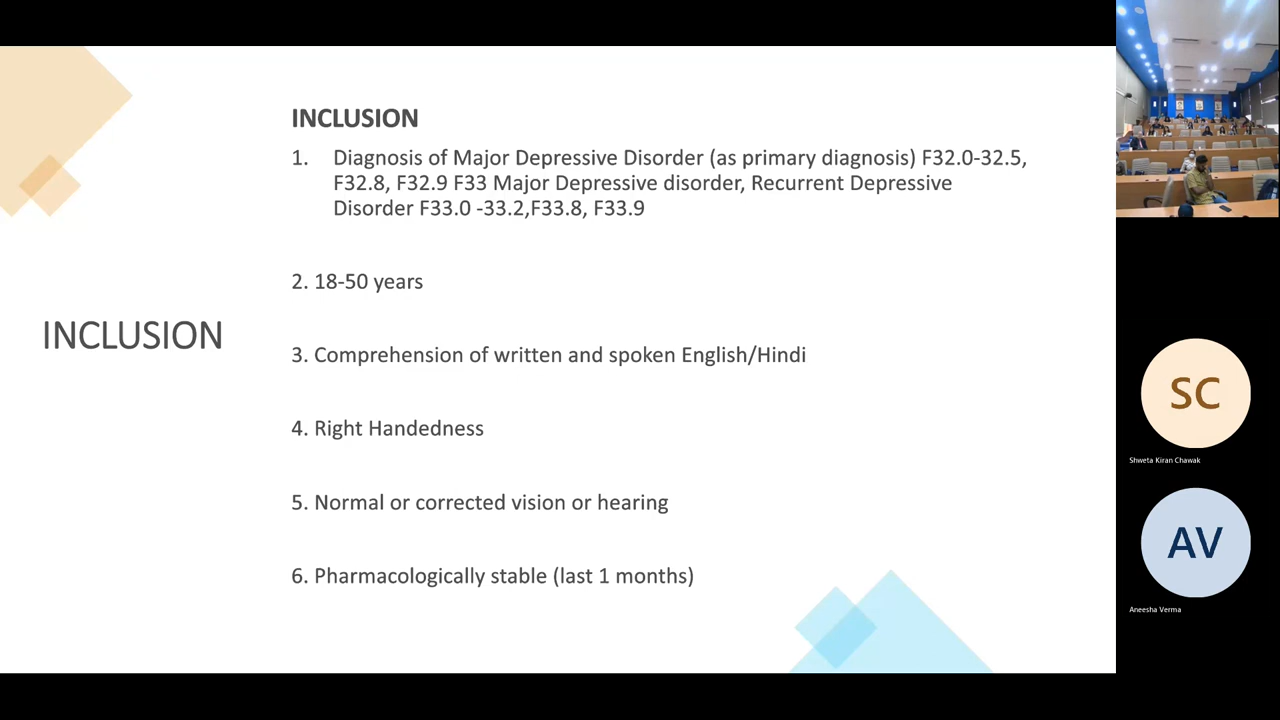 INCLUSION
INCLUSION
1. Diagnosis of Major Depressive Disorder (as primary diagnosis) F32.0-32.5,
F32.8, F32.9 F33 Major Depressive disorder, Recurrent Depressive
Disorder F33.0 -33.2,F33.8, F33.9
2. 18-50 years
3. Comprehension of written and spoken English/Hindi
4. Right Handedness
5. Normal or corrected vision or hearing
6. Pharmacologically stable (last 1 months)
SC
Shweta Kiran Chawak
AV
Aneesha Verma